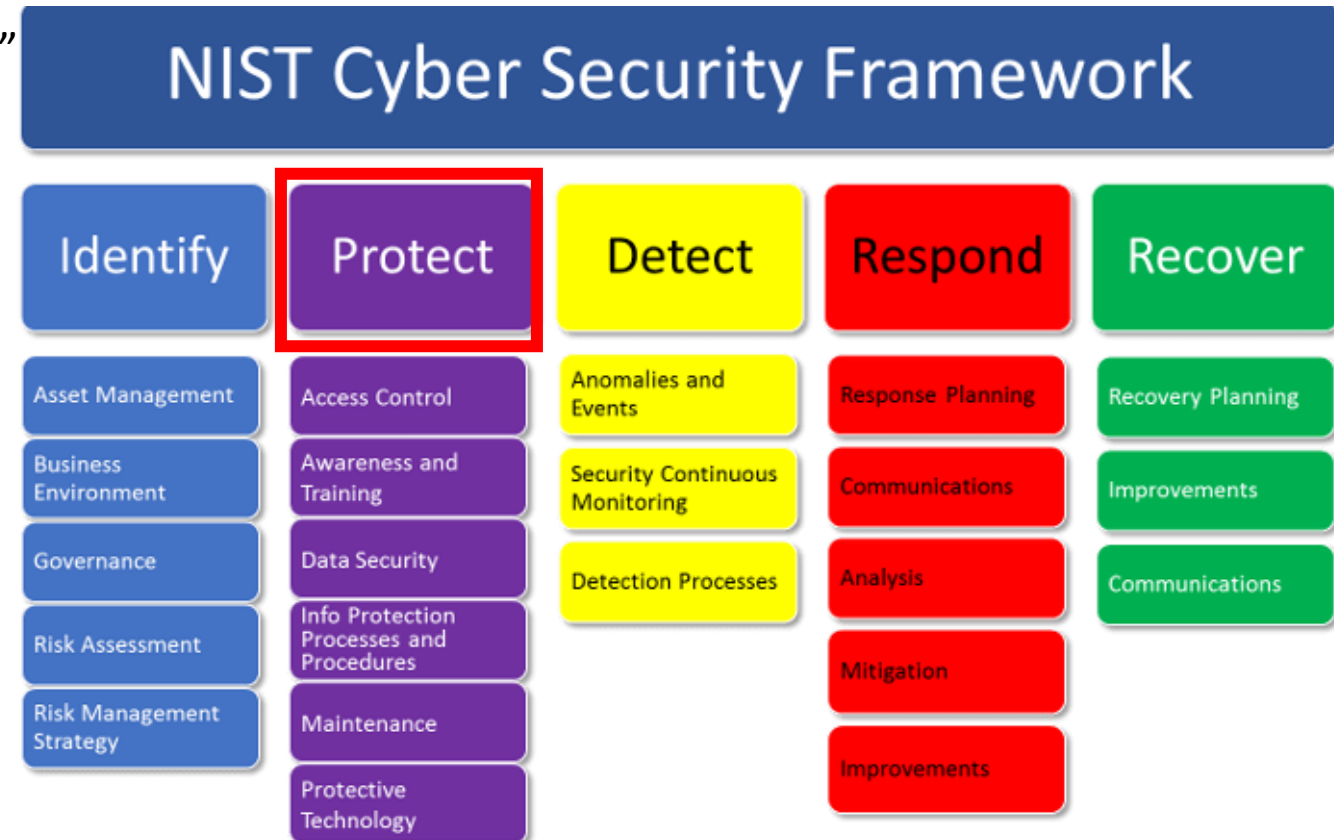 ”
NIST Cyber Security Framework
Identify
Protect
Detect
Respond
Recover
Asset Management
Business
Environment
Governance
Risk Assessment
Risk Management
Strategy
Access Control
Awareness and
Training
Data Security
Info Protection
Processes and
Procedures
Maintenance
Protective
Technology
Anomalies and
Events
Security Continuous
Monitoring
Detection Processes
Response Planning
Communications
Analysis
Mitigation
Improvements
Recovery Planning
Improvements
Communications